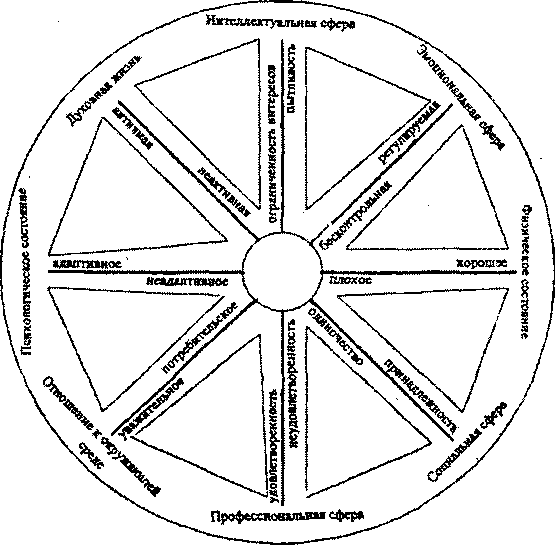 Интеллектуальная сфера
ограниченность интересов
пытливость
Эмоциональная сфера
регулируемая
бесконтрольная
Физическое состояние
хорошее
плохое
Социальная сфера
принадлежность
одиночество
Профессиональная сфера
удовлетворенность
неудовлетворенность
Отношение к окружающей
среде
уважительное
потребительское
Психологическое состояние
адаптивное
неадаптивное
Духовная жизнь
активная
неактивная